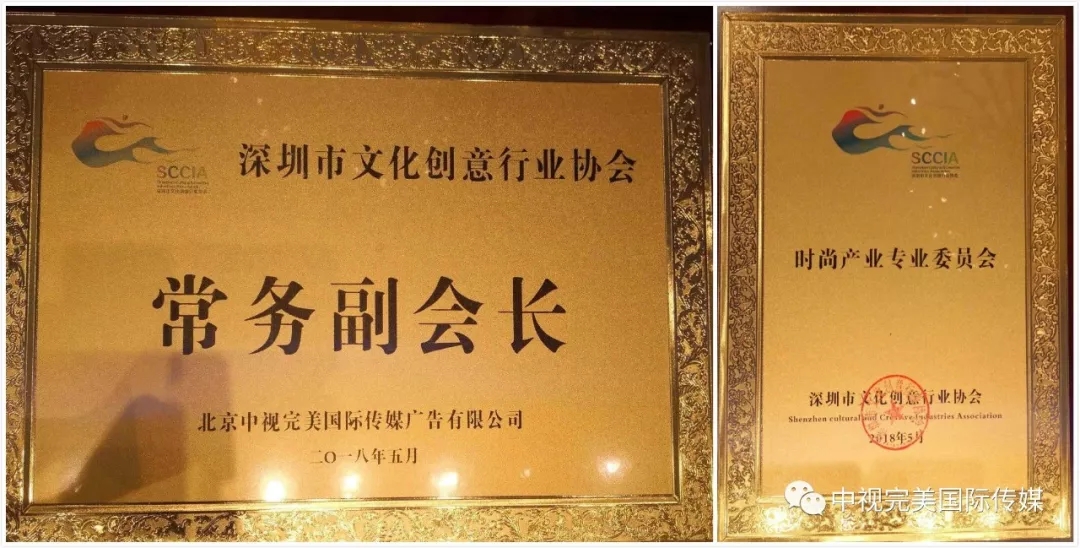 SCCIA
深圳市文化创意行业协会
常务副会长
北京中视完美国际传媒广告有限公司
二〇一八年五月
SCCIA
时尚产业专业委员会
深圳市文化创意行业协会
Shenzhen cultural and Creative Industries Association
2018年5月
中视完美国际传媒